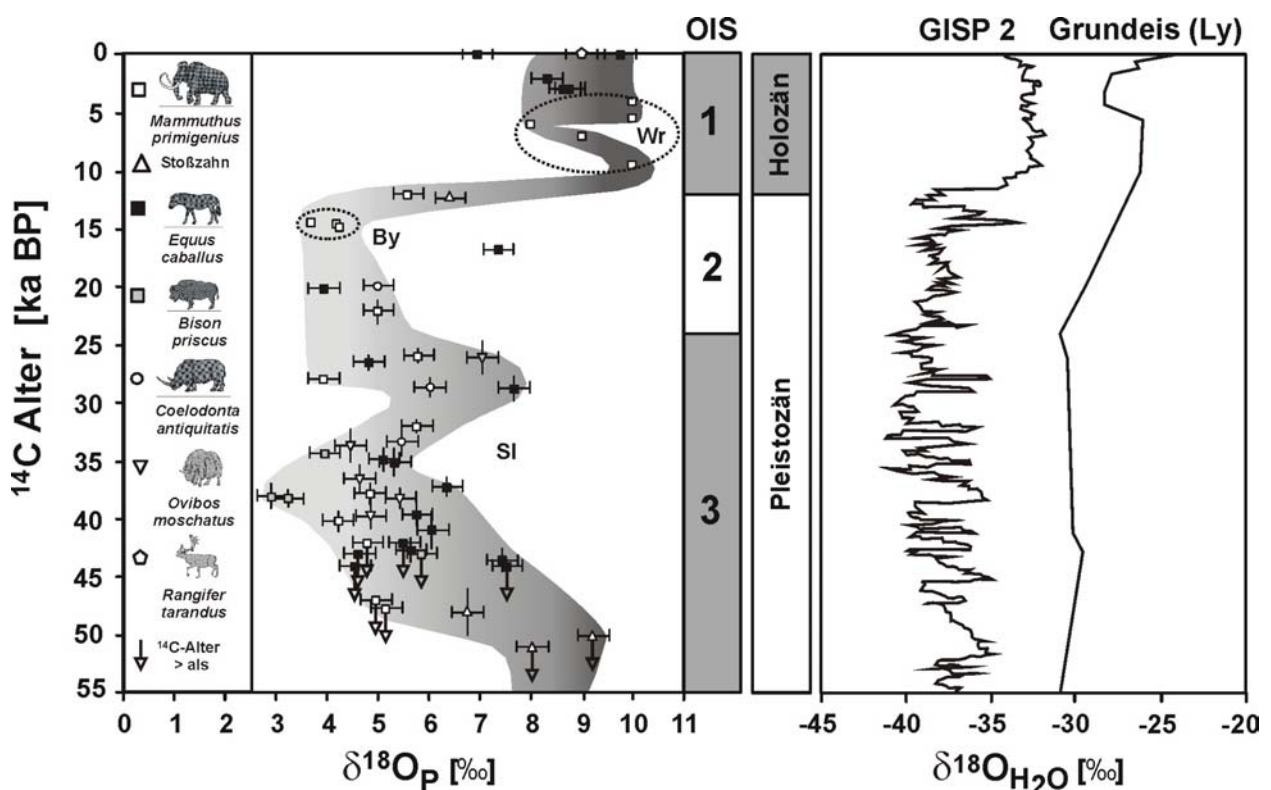 OIS
GISP 2
Grundeis (Ly)
¹⁴C Alter [ka BP]
0
5
10
15
20
25
30
35
40
45
50
55
Mammuthus
primigenius
Stoßzahn
Equus
caballus
Bison
priscus
Coelodonta
antiquitatis
Ovibos
moschatus
Rangifer
tarandus
¹⁴C-Alter
> als
Wr
By
Sl
1
2
3
Holozän
Pleistozän
0 1 2 3 4 5 6 7 8 9 10 11
δ¹⁸Oₚ [‰]
-45 -40 -35 -30 -25 -20
δ¹⁸O_H₂O [‰]